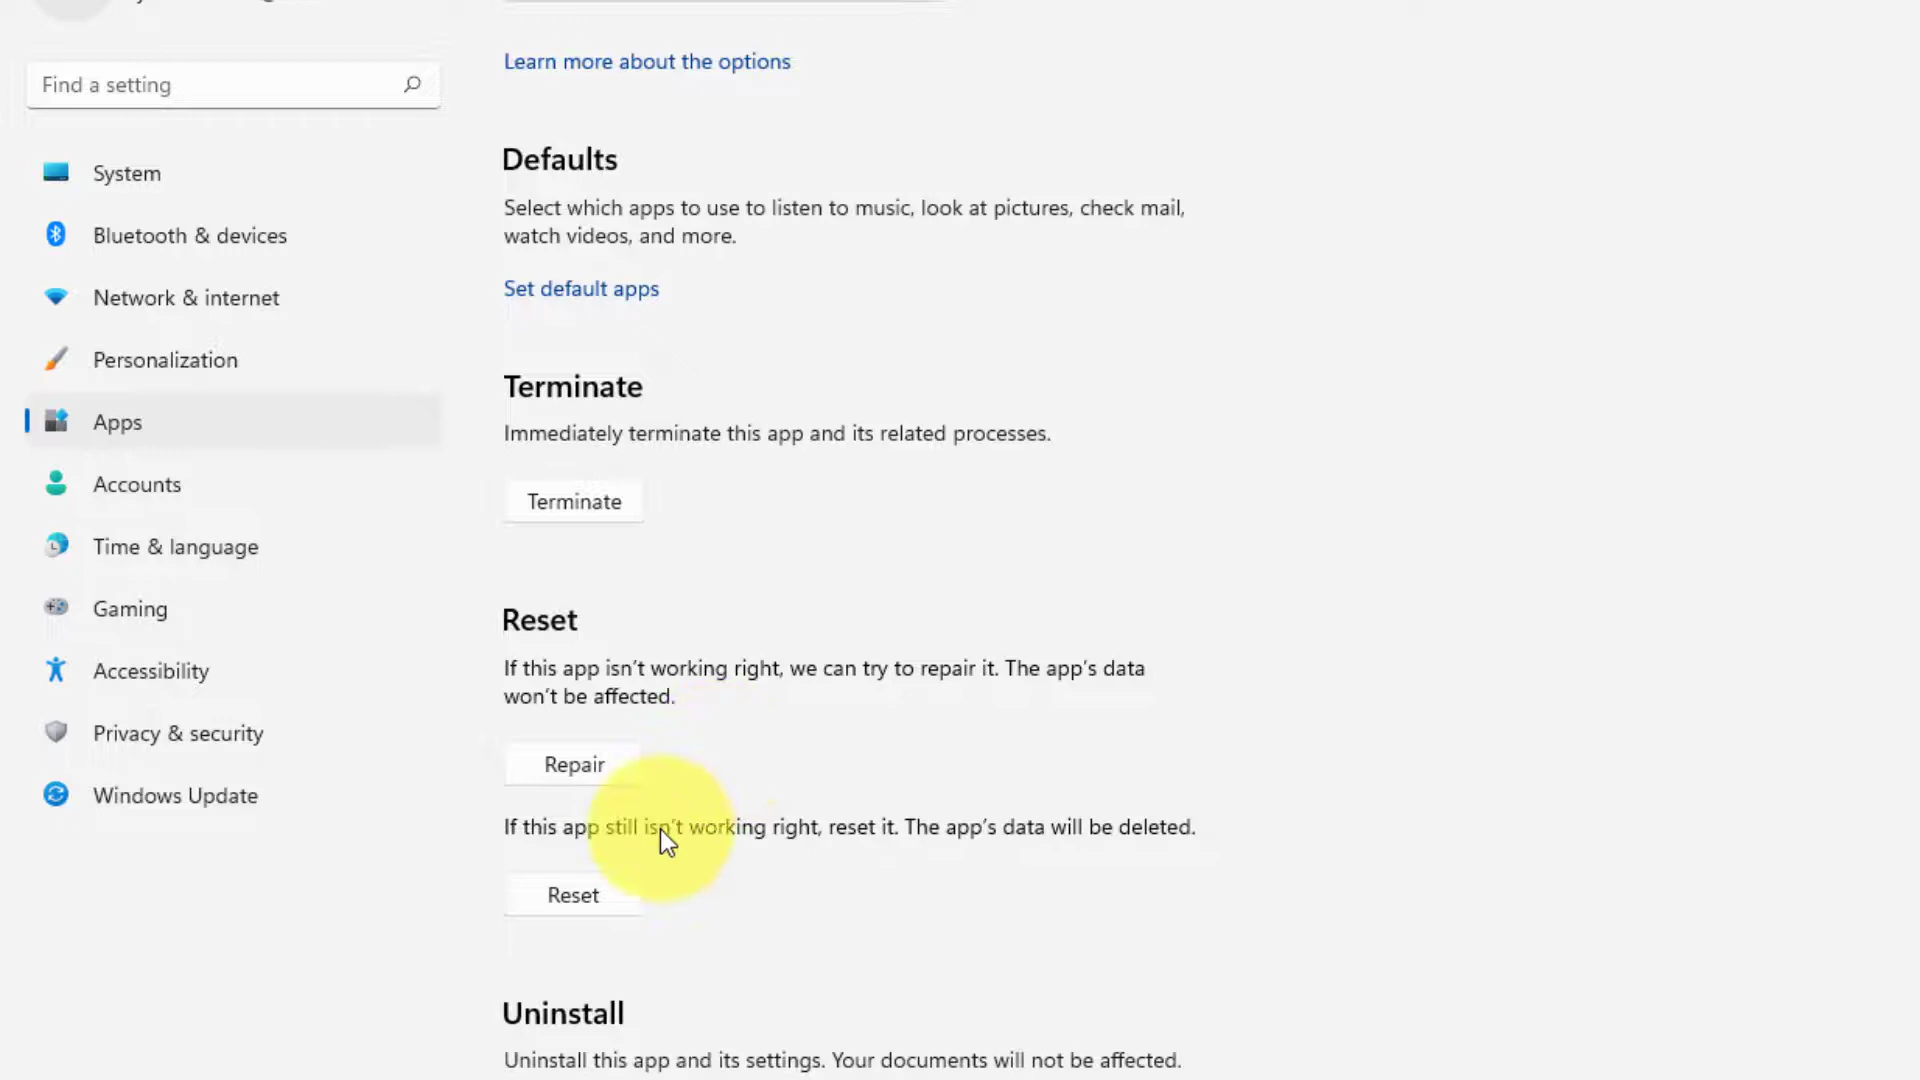 Find a setting
System
Bluetooth & devices
Network & internet
Personalization
Apps
Accounts
Time & language
Gaming
Accessibility
Privacy & security
Windows Update
Learn more about the options
Defaults
Select which apps to use to listen to music, look at pictures, check mail,
watch videos, and more.
Set default apps
Terminate
Immediately terminate this app and its related processes.
Terminate
Reset
If this app isn't working right, we can try to repair it. The app's data
won't be affected.
Repair
If this app still isn't working right, reset it. The app's data will be deleted.
Reset
Uninstall
Uninstall this app and its settings. Your documents will not be affected.